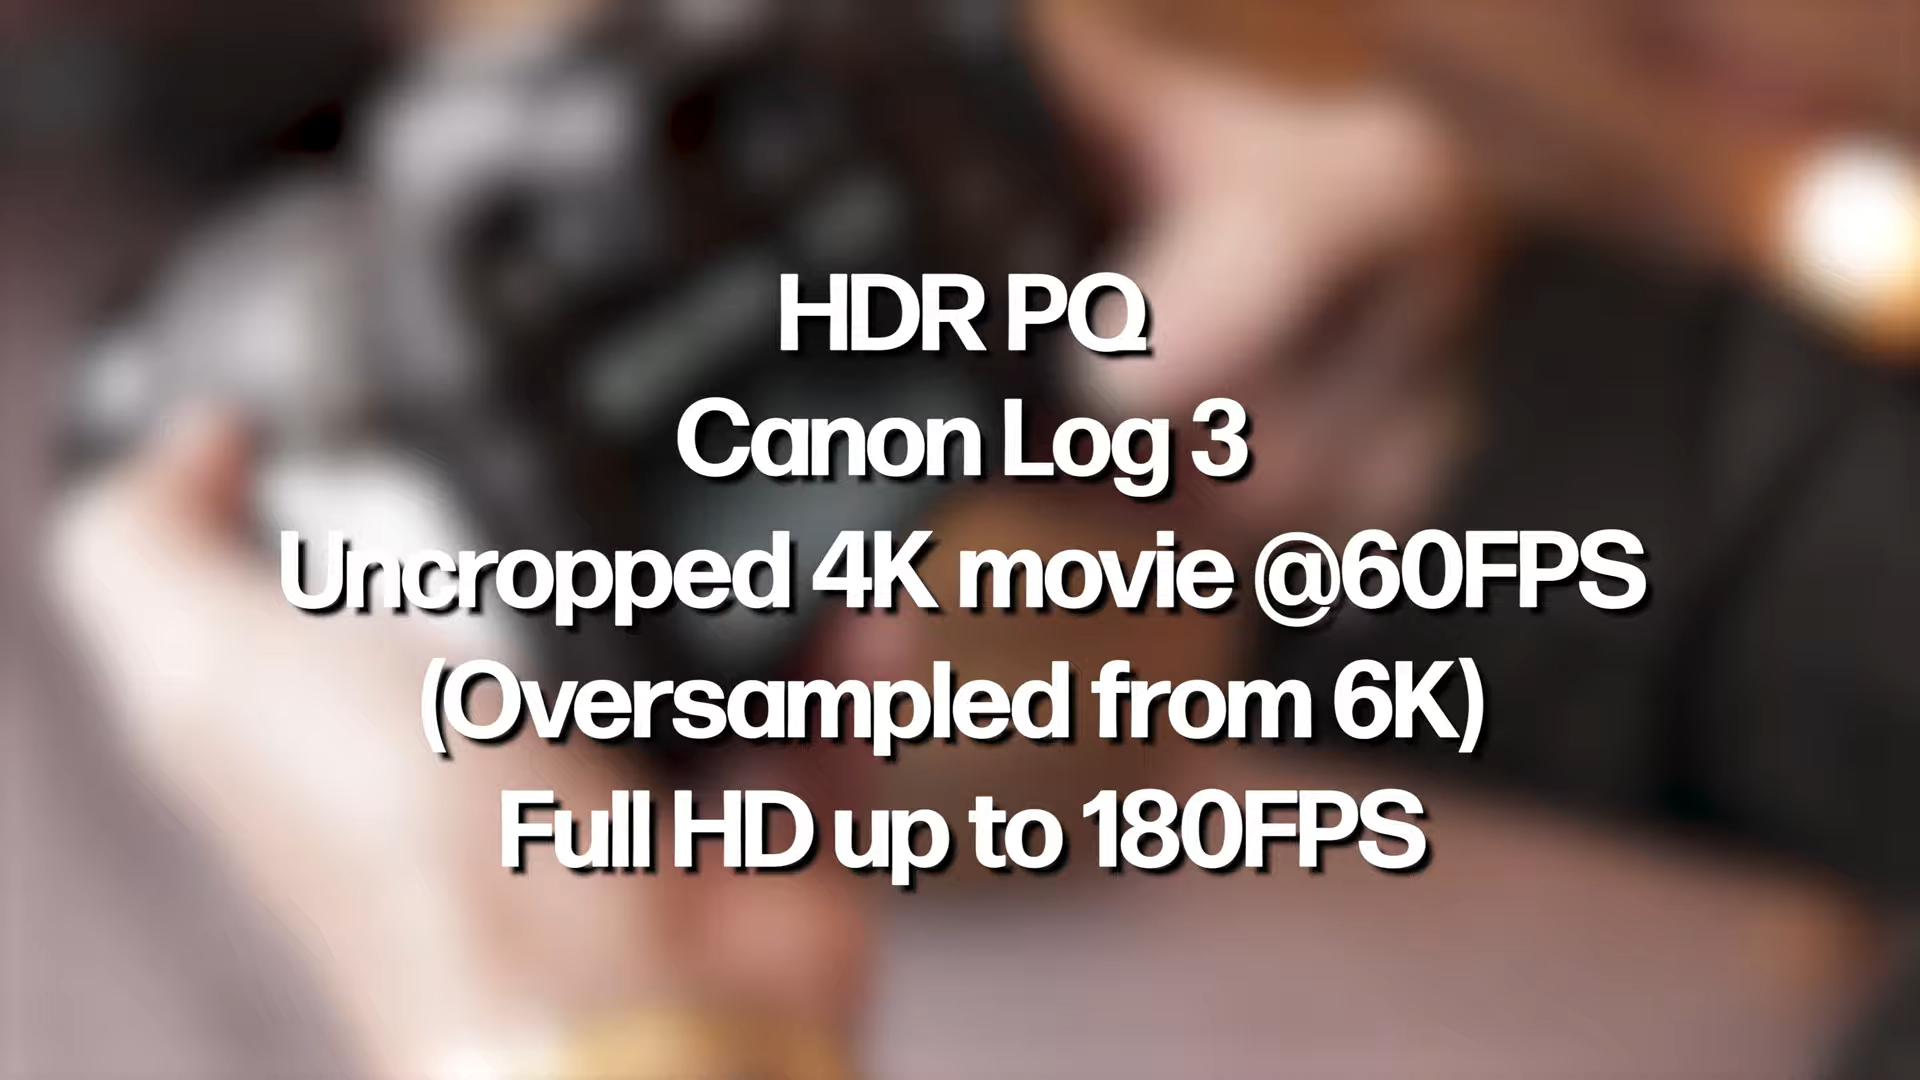 HDR PQ
Canon Log 3
Uncropped 4K movie @60FPS
(Oversampled from 6K)
Full HD up to 180FPS